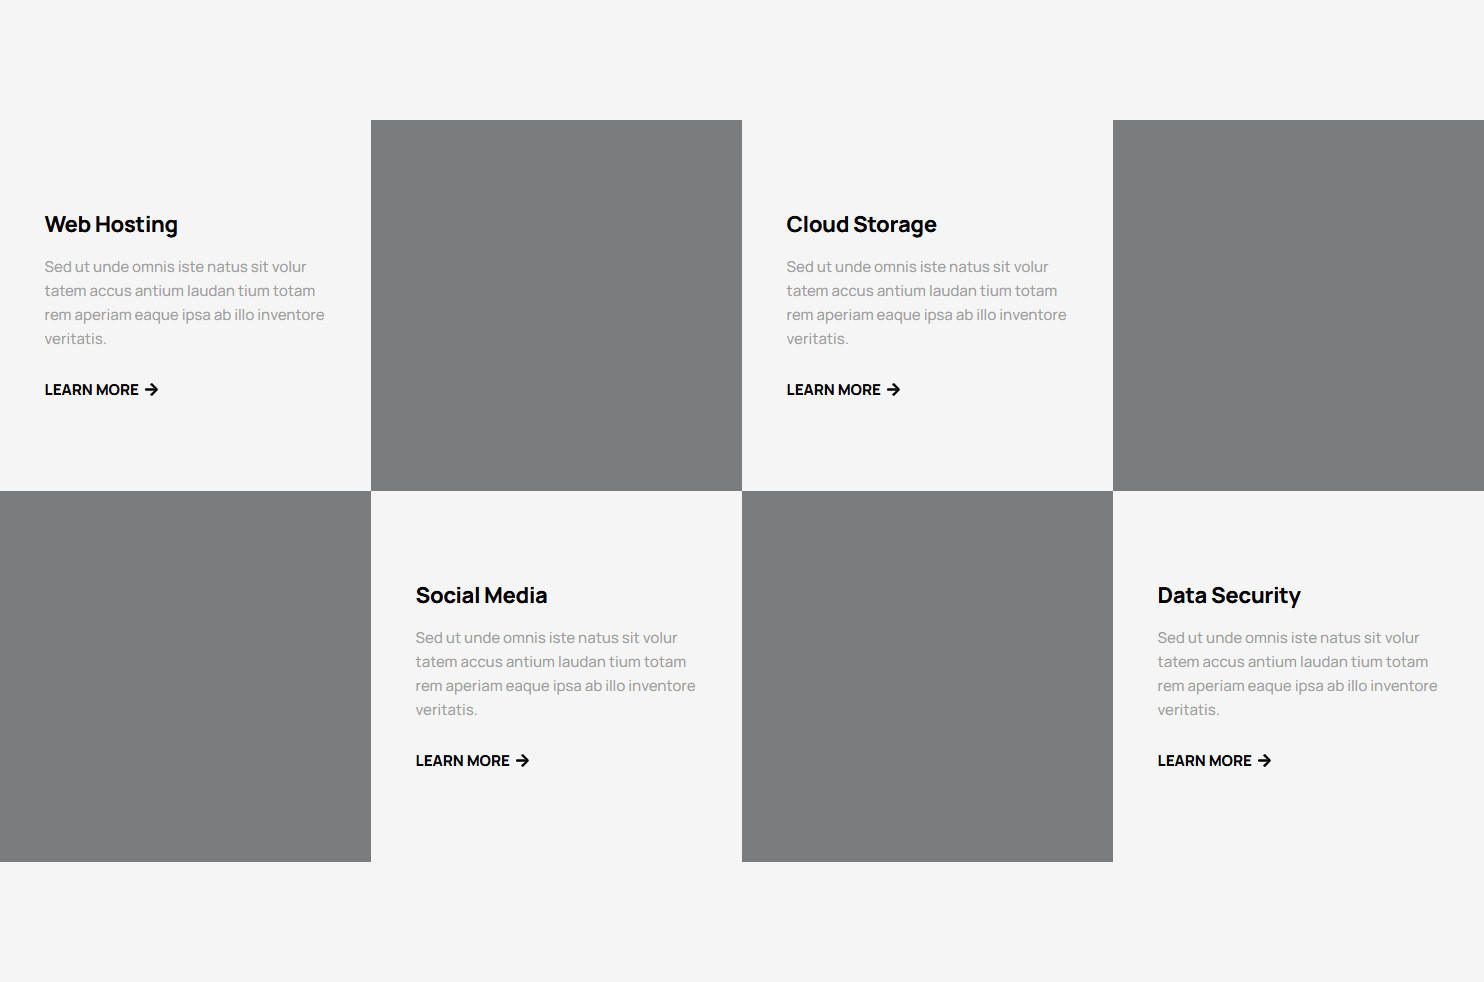 Web Hosting
Sed ut unde omnis iste natus sit volur
tatem accus antium laudan tium totam
rem aperiam eaque ipsa ab illo inventore
veritatis.
LEARN MORE
Cloud Storage
Sed ut unde omnis iste natus sit volur
tatem accus antium laudan tium totam
rem aperiam eaque ipsa ab illo inventore
veritatis.
LEARN MORE
Social Media
Sed ut unde omnis iste natus sit volur
tatem accus antium laudan tium totam
rem aperiam eaque ipsa ab illo inventore
veritatis.
LEARN MORE
Data Security
Sed ut unde omnis iste natus sit volur
tatem accus antium laudan tium totam
rem aperiam eaque ipsa ab illo inventore
veritatis.
LEARN MORE